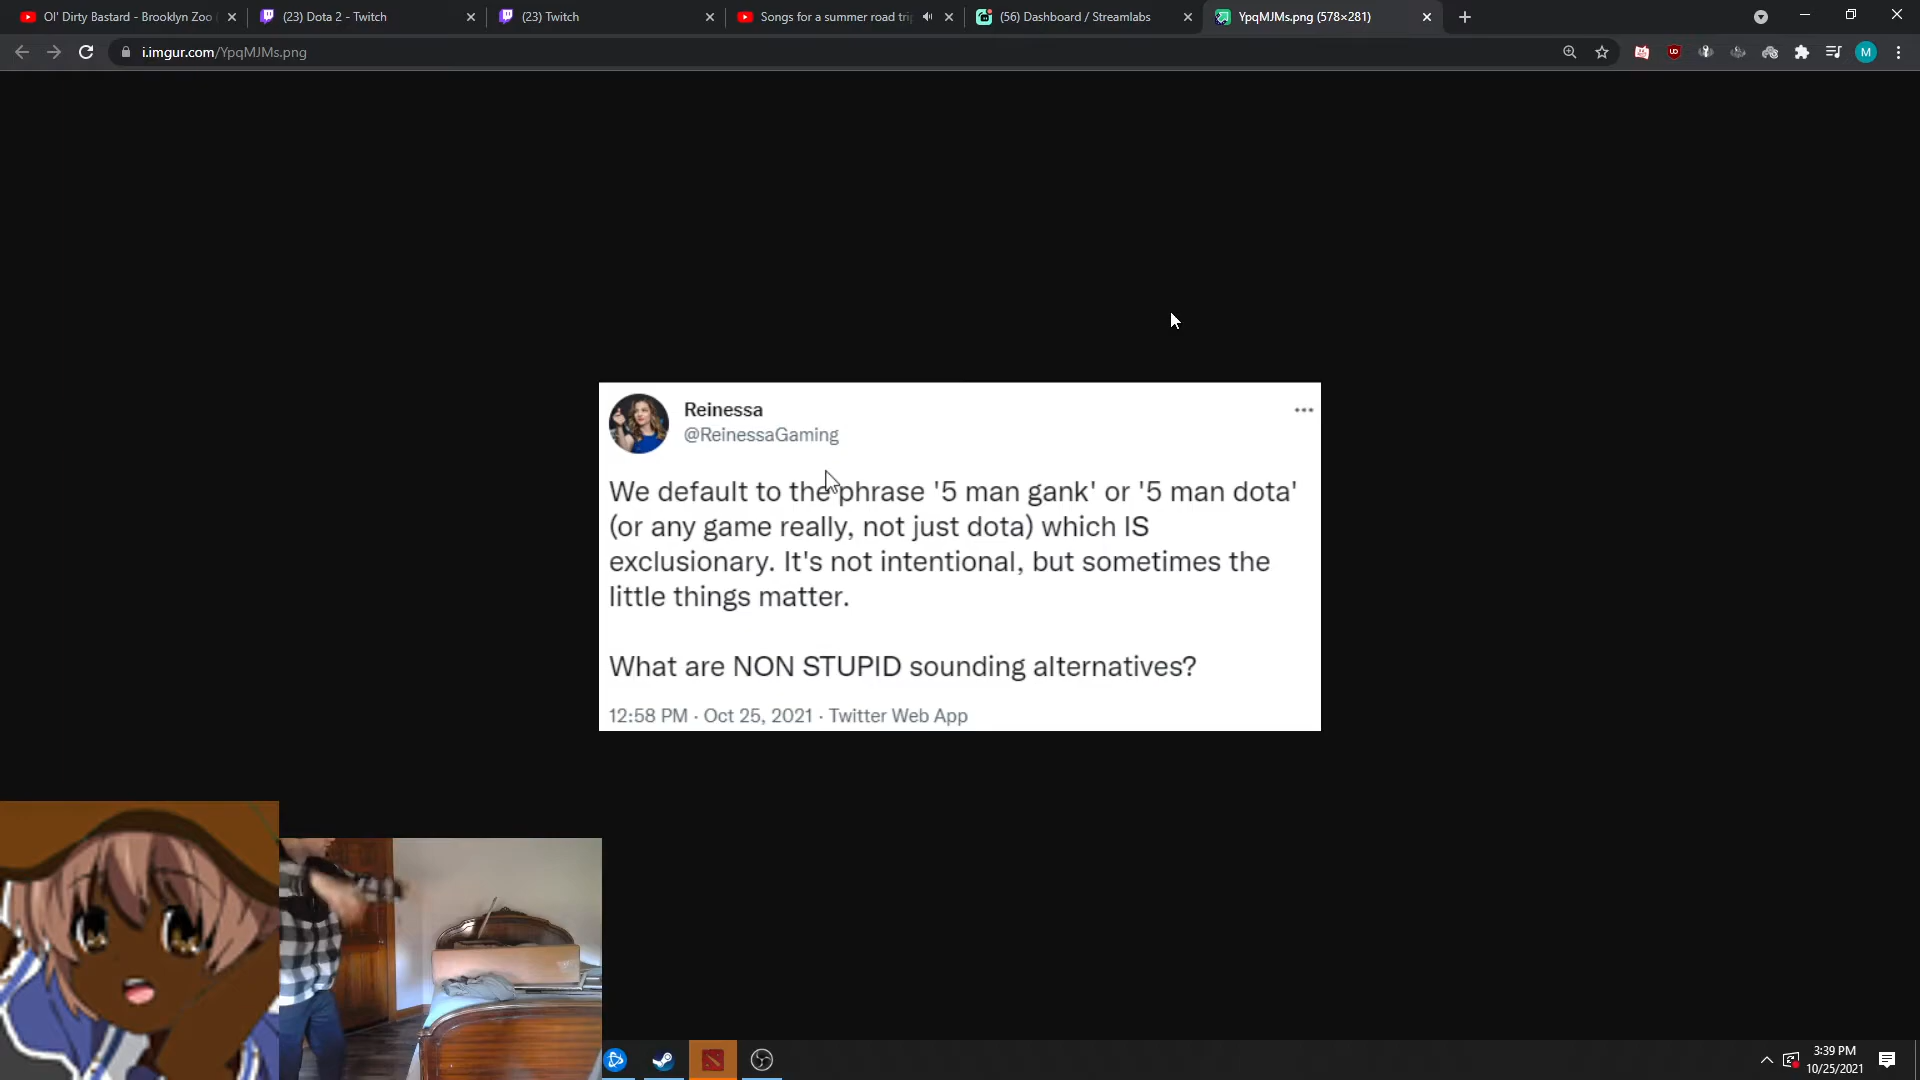 Ol' Dirty Bastard - Brooklyn Zoo
(23) Dota 2 - Twitch
(23) Twitch
Songs for a summer road trip
(56) Dashboard / Streamlabs
YpqMJMs.png (578×281)
i.imgur.com/YpqMJMs.png
M
Reinessa
@ReinessaGaming
We default to the phrase '5 man gank' or '5 man dota'
(or any game really, not just dota) which IS
exclusionary. It's not intentional, but sometimes the
little things matter.
What are NON STUPID sounding alternatives?
12:58 PM · Oct 25, 2021 · Twitter Web App
3:39 PM
10/25/2021